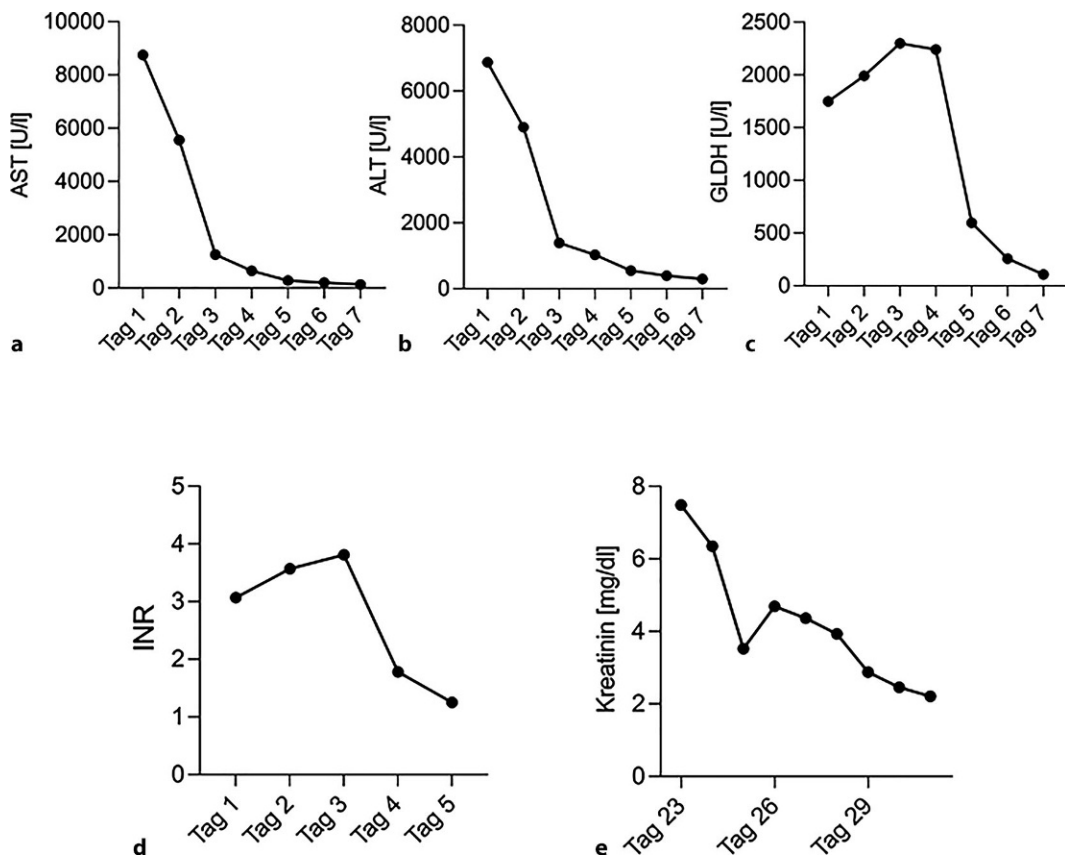 AST [U/l]
10000
8000
6000
4000
2000
0
Tag 1
Tag 2
Tag 3
Tag 4
Tag 5
Tag 6
Tag 7
a
ALT [U/l]
8000
6000
4000
2000
0
Tag 1
Tag 2
Tag 3
Tag 4
Tag 5
Tag 6
Tag 7
b
GLDH [U/l]
2500
2000
1500
1000
500
0
Tag 1
Tag 2
Tag 3
Tag 4
Tag 5
Tag 6
Tag 7
c
INR
5
4
3
2
1
0
Tag 1
Tag 2
Tag 3
Tag 4
Tag 5
d
Kreatinin [mg/dl]
8
6
4
2
0
Tag 23
Tag 26
Tag 29
e